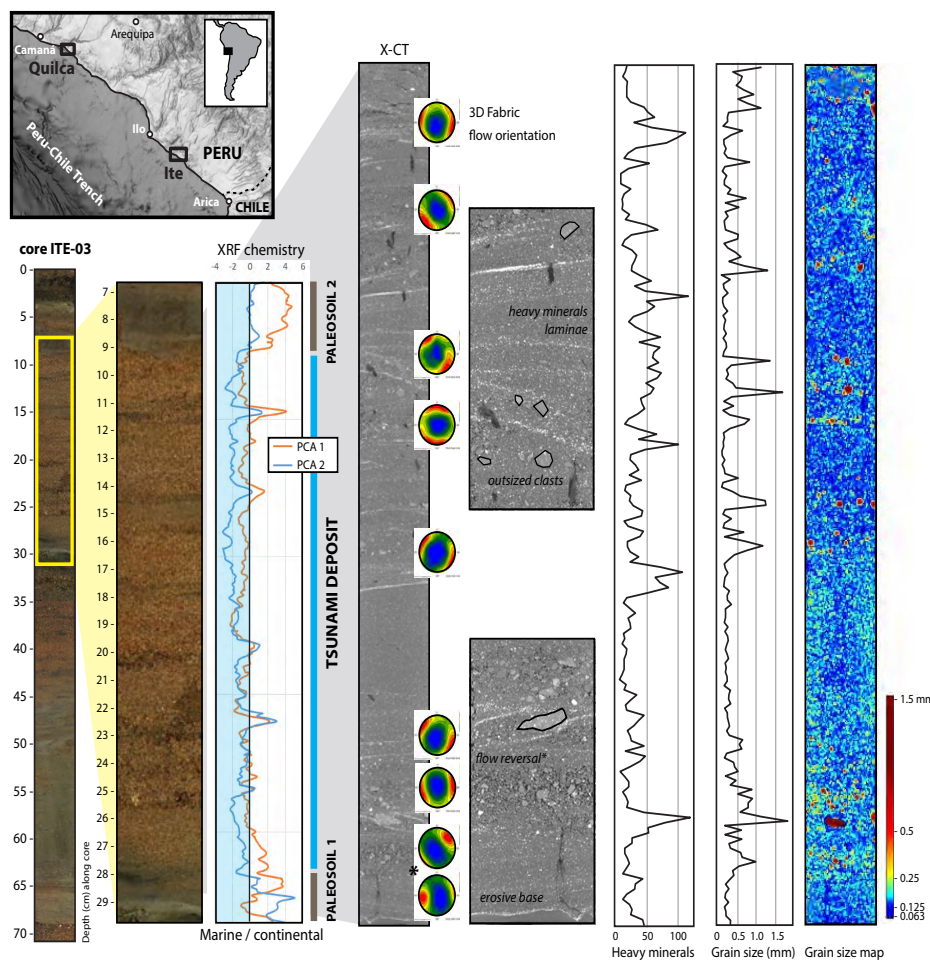 Arequipa
Camaná
Quilca
Ilo
PERU
Ite
Peru-Chile Trench
Arica
CHILE
X-CT
3D Fabric
flow orientation
core ITE-03
XRF chemistry
-4 -2 0 2 4 6
0
5
10
15
20
25
30
40
50
55
60
65
70
7
8
9
10
11
12
13
14
15
16
17
18
19
20
21
22
23
24
25
26
27
28
29
Depth (cm) along core
PCA 1
PCA 2
PALEOSOIL 2
TSUNAMI DEPOSIT
PALEOSOIL 1
Marine / continental
heavy minerals
laminae
outsized clasts
flow reversal*
erosive base
*
0 50 100
Heavy minerals
0 0.5 1.0 1.5
Grain size (mm)
Grain size map
1.5 mm
0.5
0.25
0.125
0.063